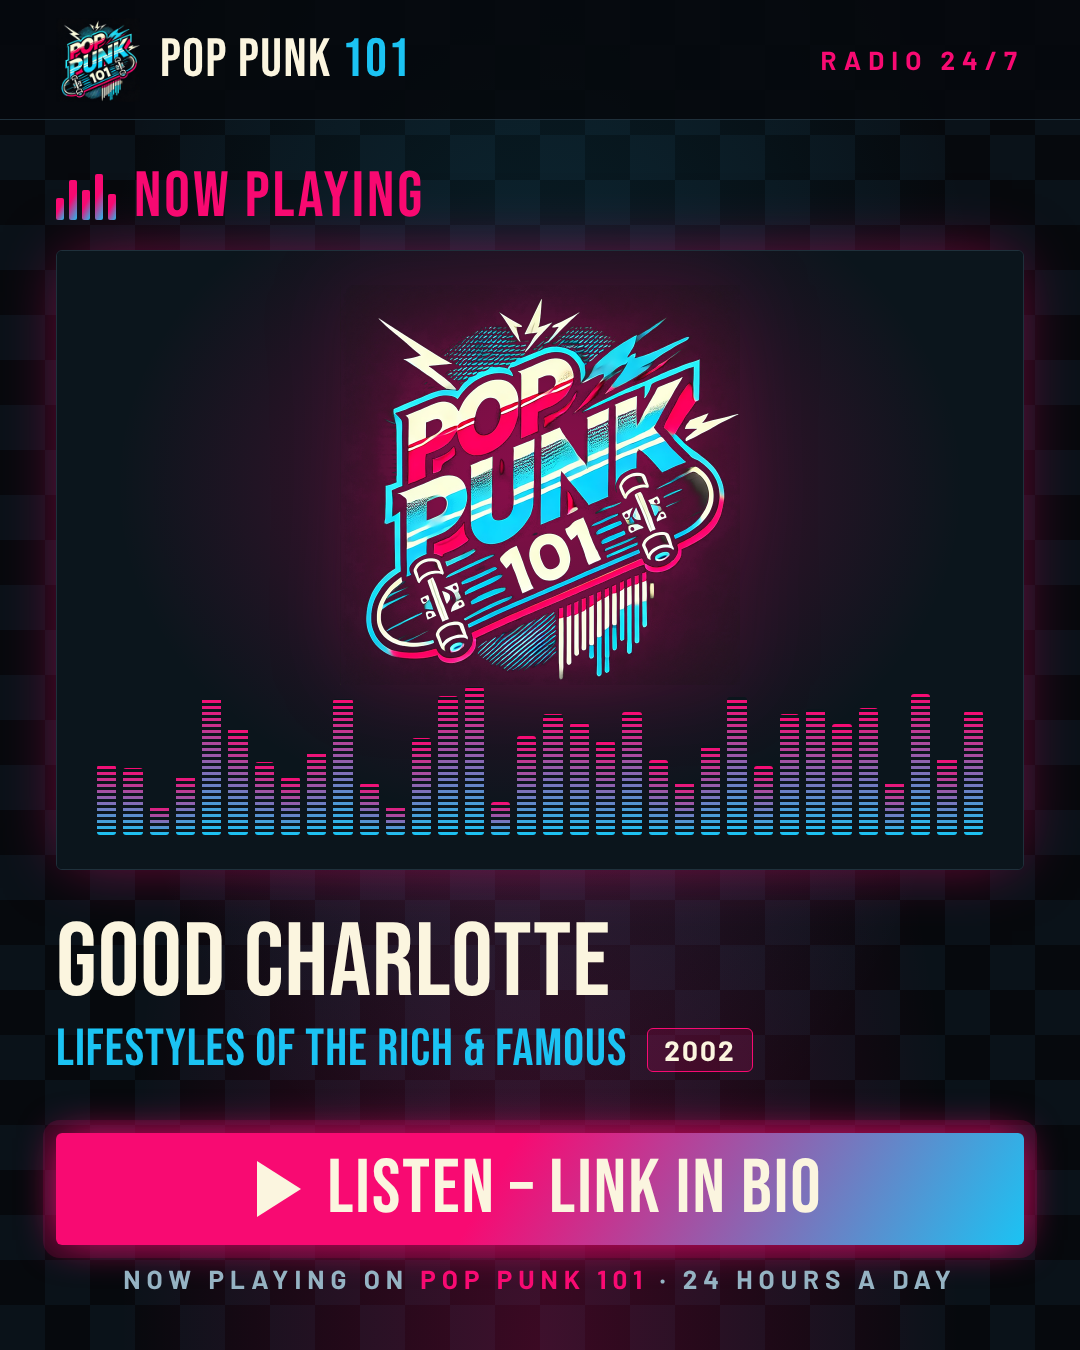 POP PUNK 101
POP PUNK 101
RADIO 24/7
NOW PLAYING
POP
PUNK
101
GOOD CHARLOTTE
LIFESTYLES OF THE RICH & FAMOUS 2002
LISTEN – LINK IN BIO
NOW PLAYING ON POP PUNK 101 · 24 HOURS A DAY